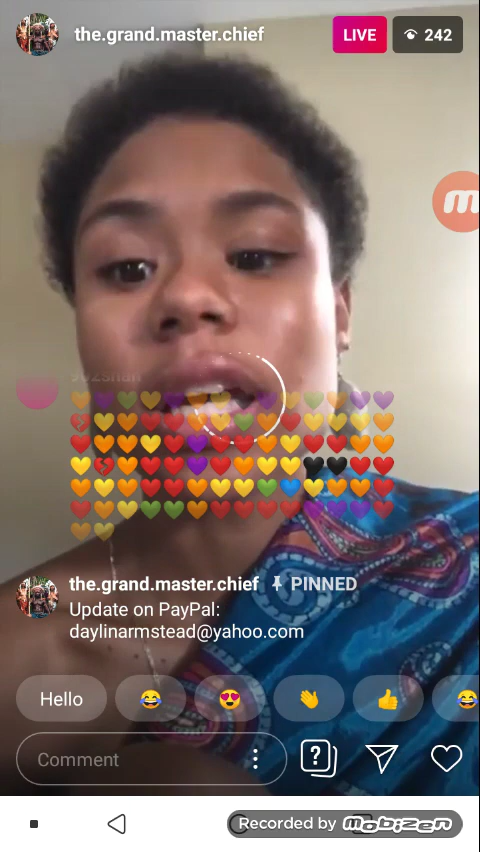 the.grand.master.chief
LIVE
242
the.grand.master.chief PINNED
Update on PayPal:
daylinarmstead@yahoo.com
Hello
Comment
Recorded by mobizen